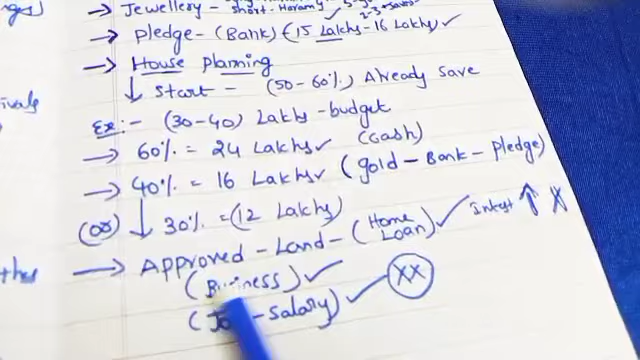 → Jewellery - short - Haram
→ pledge - (Bank) (15 Lakhs - 16 Lakhs) ✓
→ House planning
↓ start - (50-60%) Already save
Ex:- (30-40) Lakhs - budget
→ 60% = 24 Lakhs ✓ (Cash)
→ 40% = 16 Lakhs ✓ (gold - Bank - pledge)
(or) ↓ 30% = (12 Lakhs)
→ Approved - Land - (Home Loan) ✓ Intest ↑ X
(Business) ✓
(Job - Salary) ✓ XX